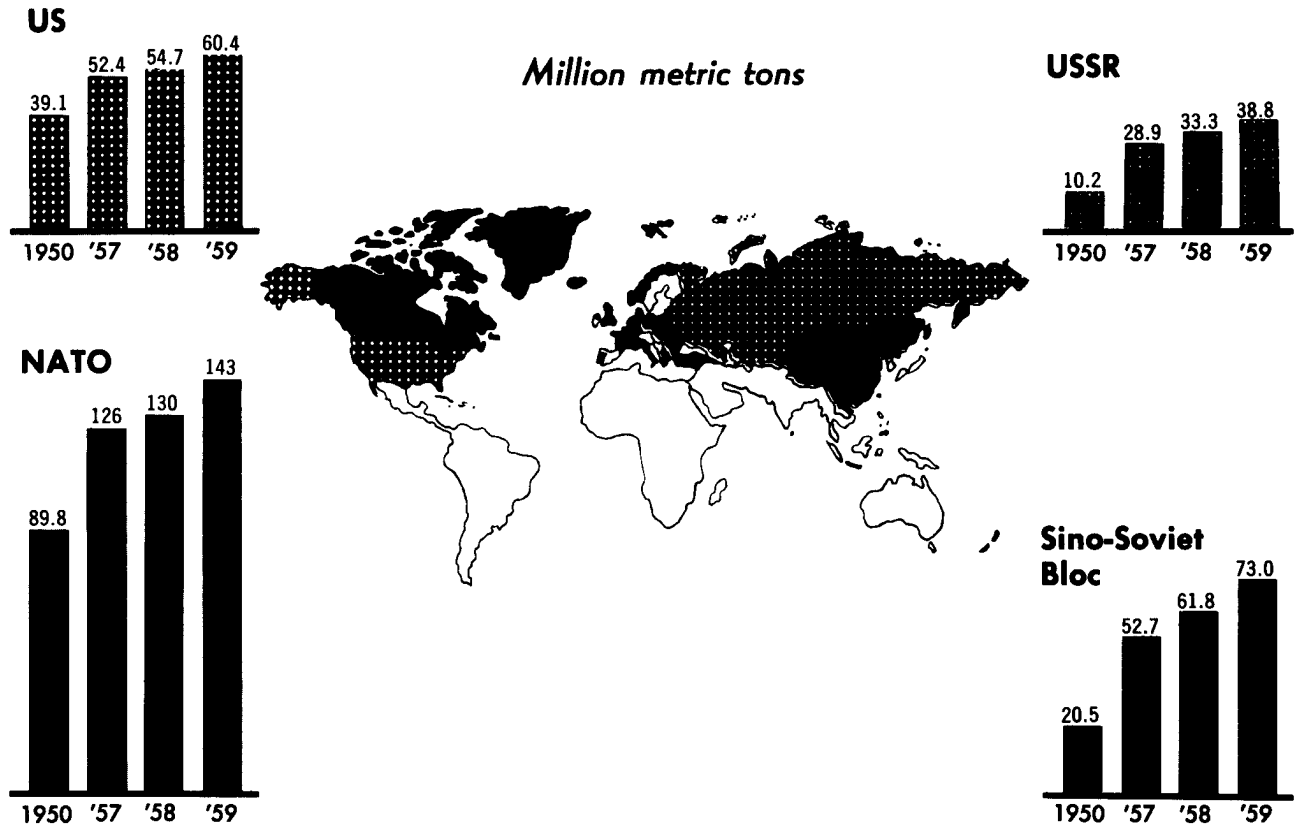 US
39.1 52.4 54.7 60.4
1950 '57 '58 '59
Million metric tons
USSR
10.2 28.9 33.3 38.8
1950 '57 '58 '59
NATO
89.8 126 130 143
1950 '57 '58 '59
Sino-Soviet
Bloc
20.5 52.7 61.8 73.0
1950 '57 '58 '59